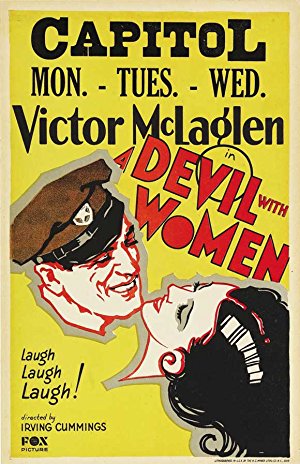 CAPITOL
MON. - TUES. - WED.
Victor McLaglen
in
A DEVIL WITH
WOMEN
Laugh
Laugh
Laugh!
directed by
IRVING CUMMINGS
FOX
PICTURE